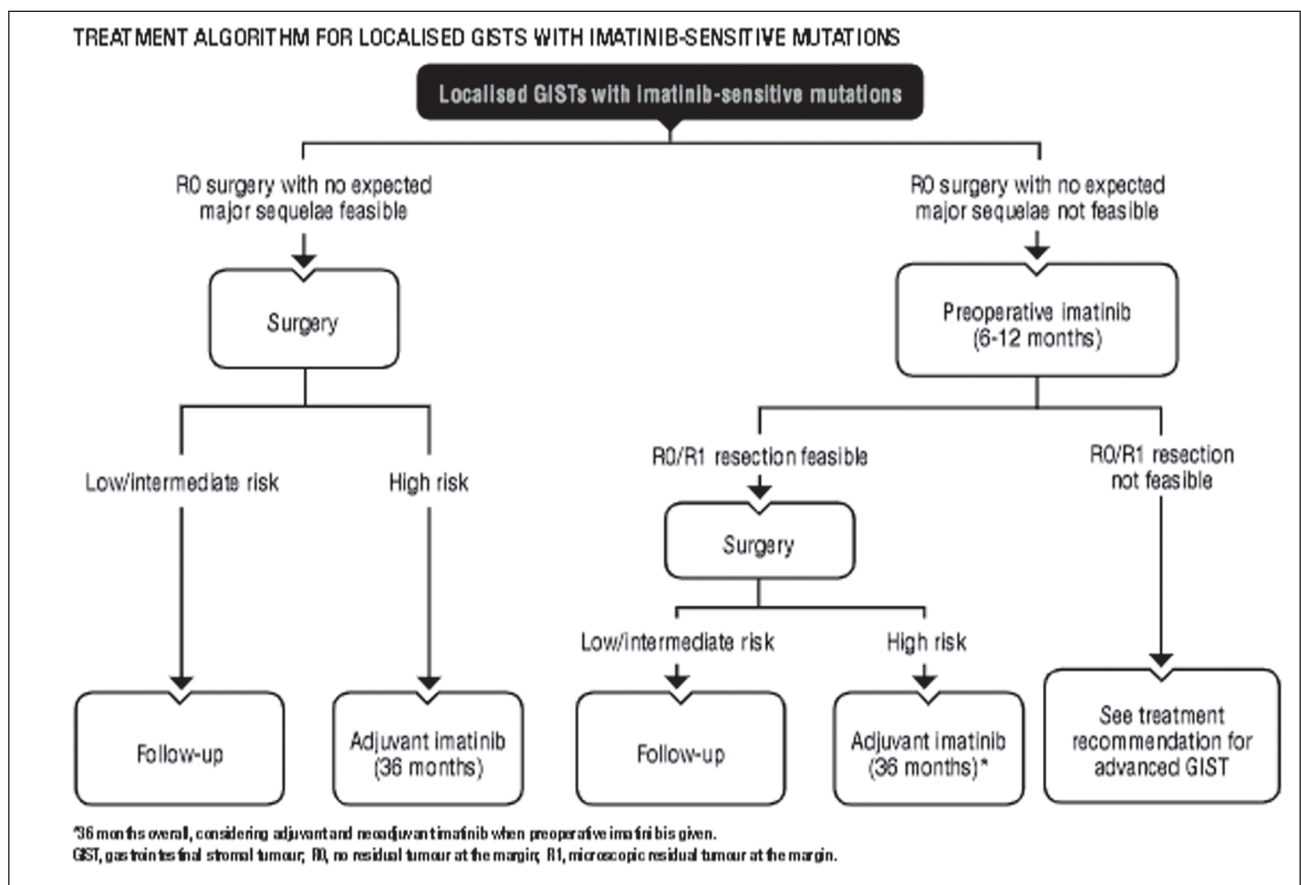 TREATMENT ALGORITHM FOR LOCALISED GISTS WITH IMATINIB-SENSITIVE MUTATIONS
Localised GISTs with imatinib-sensitive mutations
R0 surgery with no expected
major sequelae feasible
R0 surgery with no expected
major sequelae not feasible
Surgery
Preoperative imatinib
(6-12 months)
Low/intermediate risk
High risk
R0/R1 resection feasible
R0/R1 resection
not feasible
Surgery
Low/intermediate risk
High risk
Follow-up
Adjuvant imatinib
(36 months)
Follow-up
Adjuvant imatinib
(36 months)*
See treatment
recommendation for
advanced GIST
*36 months overall, considering adjuvant and neoadjuvant imatinib when preoperative imatinib is given.
GIST, gastrointestinal stromal tumour; R0, no residual tumour at the margin; R1, microscopic residual tumour at the margin.